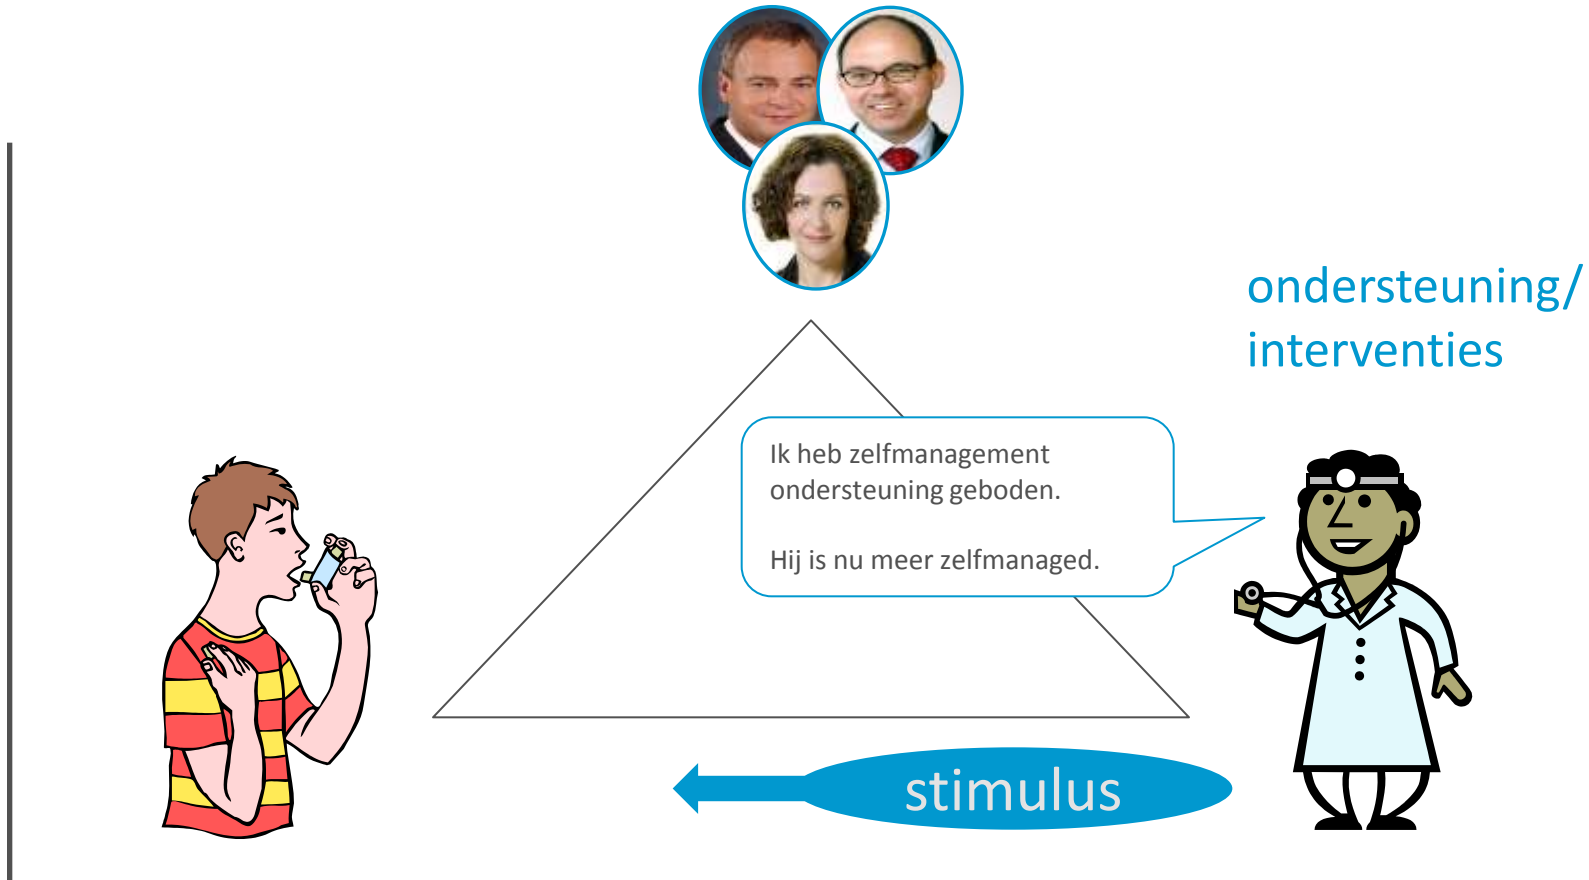 ondersteuning/
interventies
Ik heb zelfmanagement
ondersteuning geboden.
Hij is nu meer zelfmanaged.
stimulus